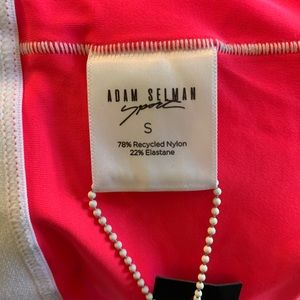 ADAM SELMAN
Sport
S
78% Recycled Nylon
22% Elastane